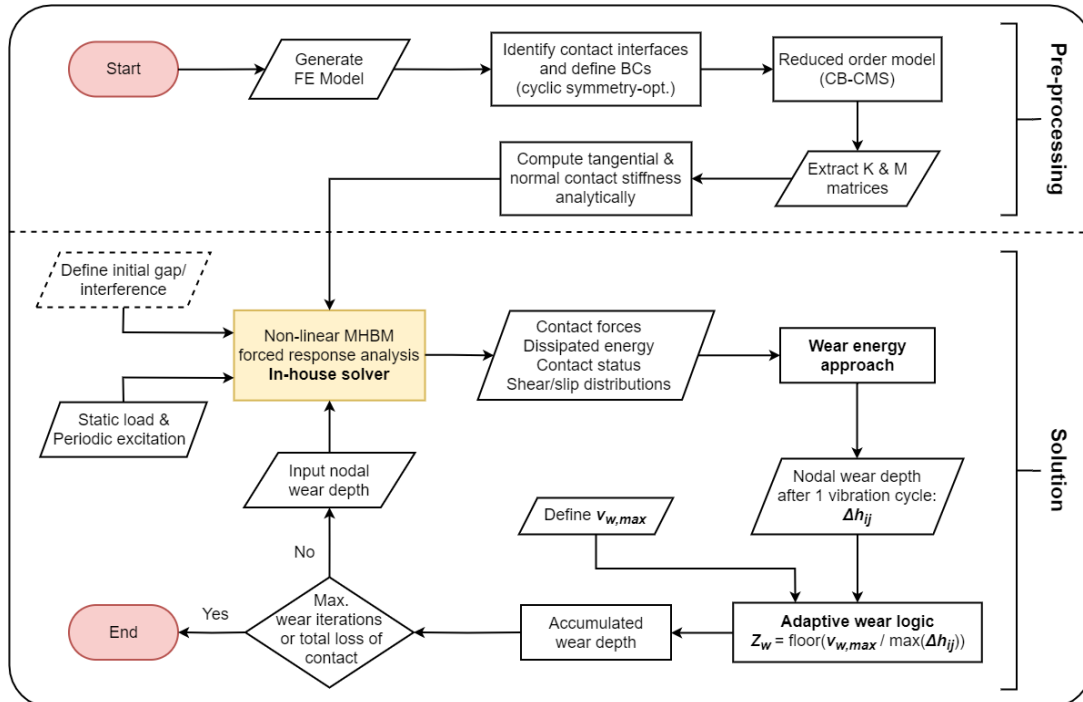 Start
Generate
FE Model
Identify contact interfaces
and define BCs
(cyclic symmetry-opt.)
Reduced order model
(CB-CMS)
Pre-processing
Compute tangential &
normal contact stiffness
analytically
Extract K & M
matrices
Define initial gap/
interference
Non-linear MHBM
forced response analysis
In-house solver
Contact forces
Dissipated energy
Contact status
Shear/slip distributions
Wear energy
approach
Static load &
Periodic excitation
Solution
Input nodal
wear depth
Nodal wear depth
after 1 vibration cycle:
Δh_ij
Define v_w,max
No
Yes
End
Max.
wear iterations
or total loss of
contact
Accumulated
wear depth
Adaptive wear logic
Z_w = floor(v_w,max / max(Δh_ij))